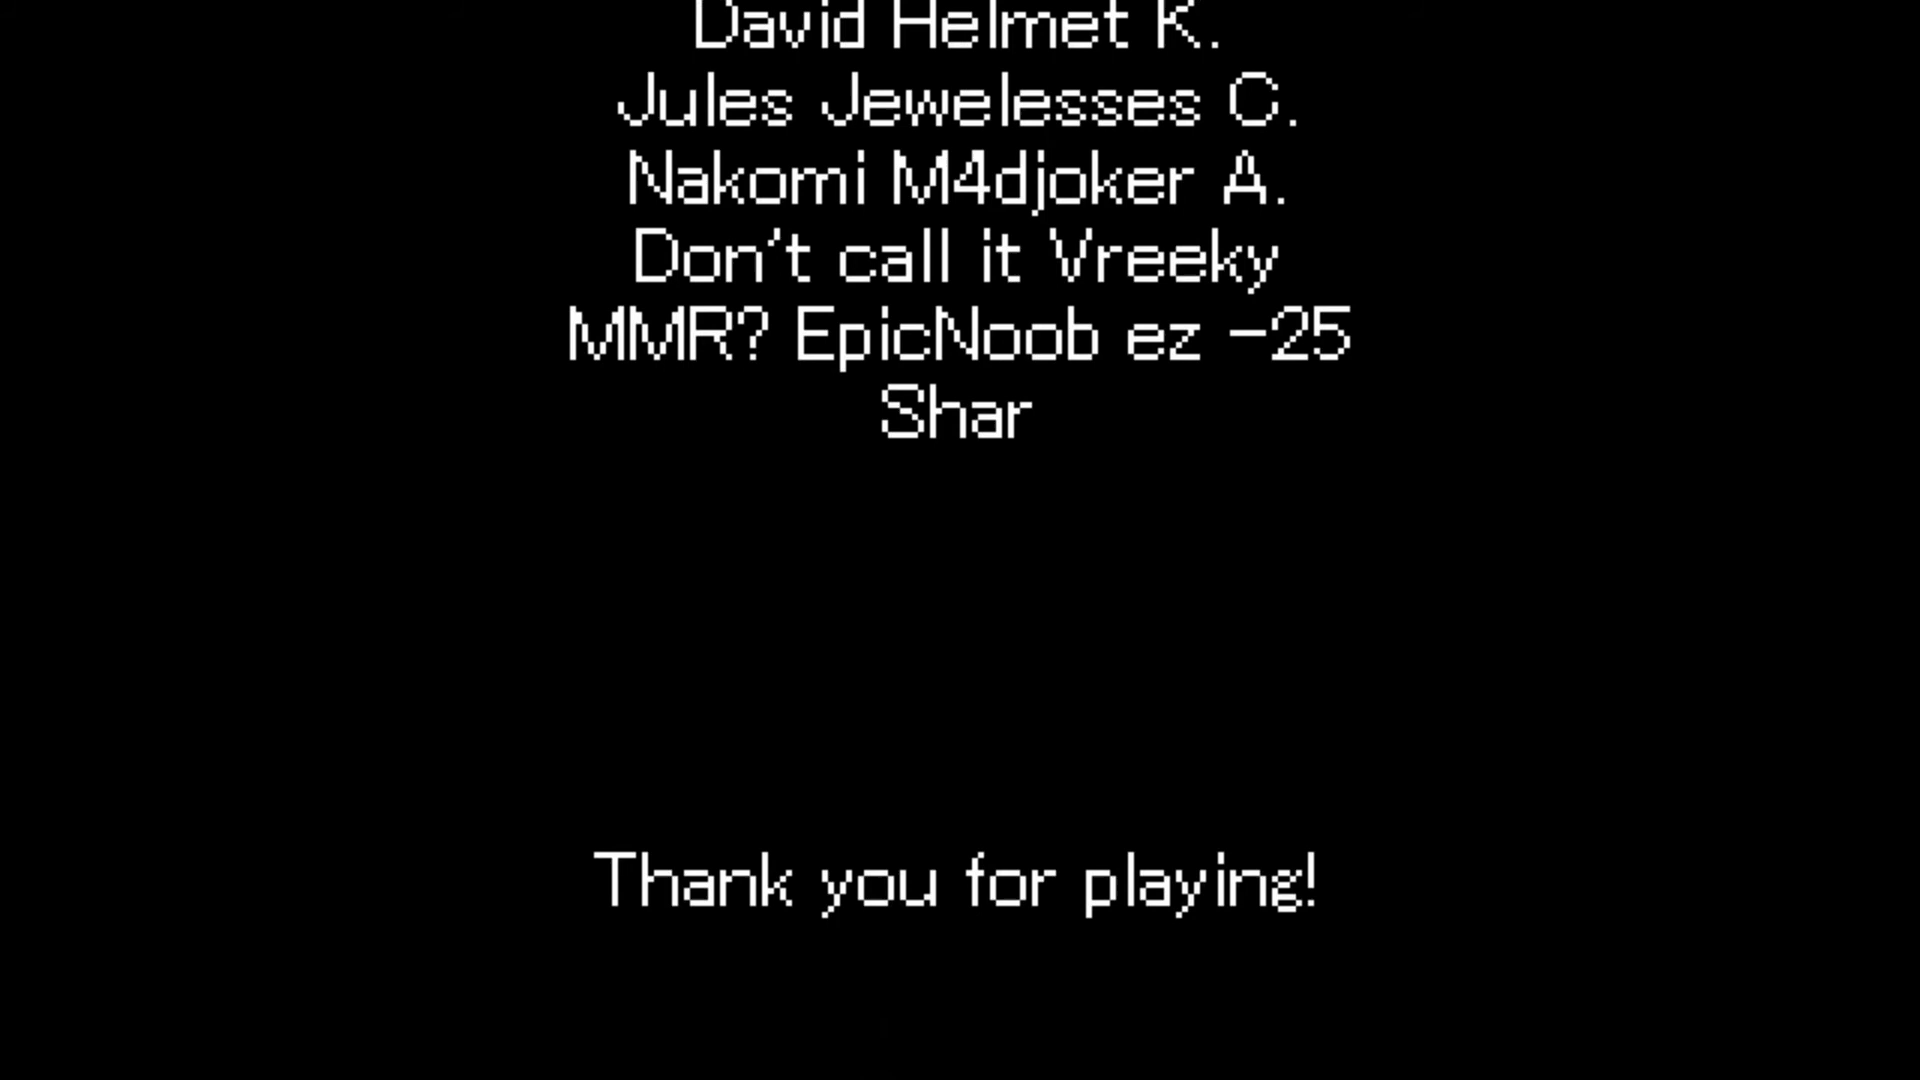 David Helmet K.
Jules Jewelesses C.
Nakomi M4djoker A.
Don't call it Vreeky
MMR? EpicNoob ez -25
Shar
Thank you for playing!